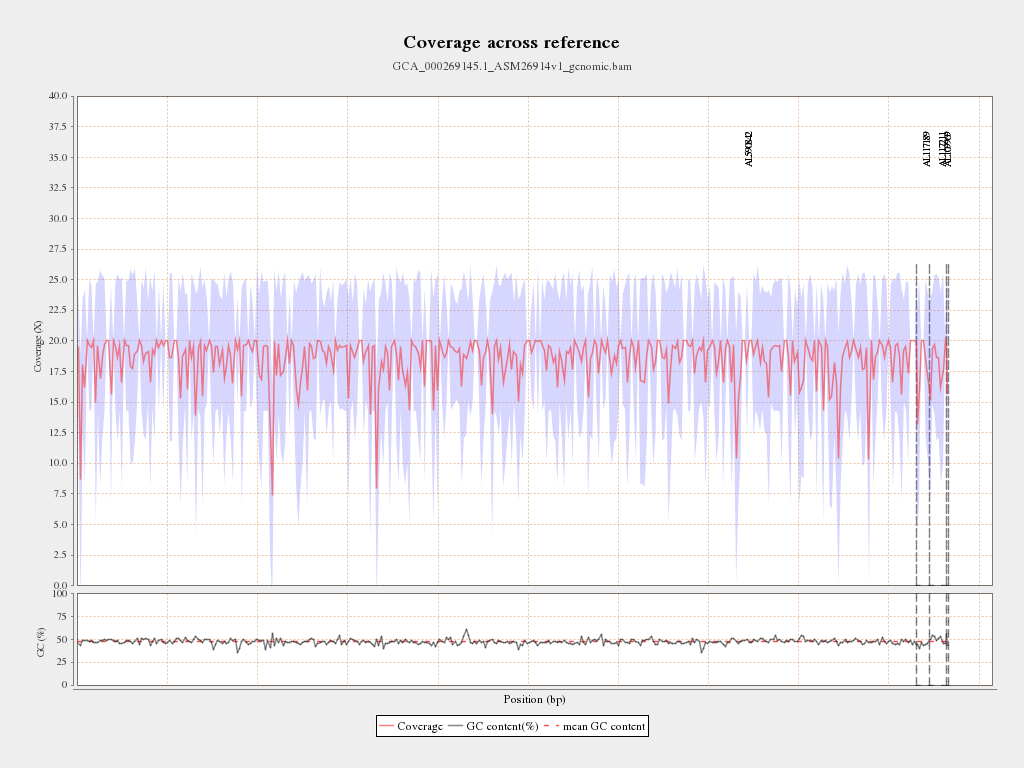 Coverage across reference
GCA_000269145.1_ASM26914v1_genomic.bam
40.0
37.5
35.0
32.5
30.0
27.5
25.0
22.5
20.0
17.5
15.0
12.5
10.0
7.5
5.0
2.5
0.0
Coverage (X)
AL590842
AL117189
AL117211
AL109969
100
75
50
25
0
GC (%)
Position (bp)
Coverage GC content(%) mean GC content